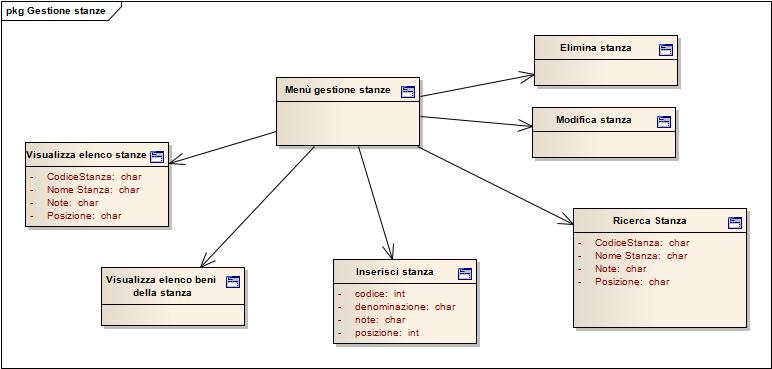 pkg Gestione stanze
Elimina stanza
Menù gestione stanze
Modifica stanza
Visualizza elenco stanze
- CodiceStanza: char
- Nome Stanza: char
- Note: char
- Posizione: char
Ricerca Stanza
- CodiceStanza: char
- Nome Stanza: char
- Note: char
- Posizione: char
Visualizza elenco beni
della stanza
Inserisci stanza
- codice: int
- denominazione: char
- note: char
- posizione: int